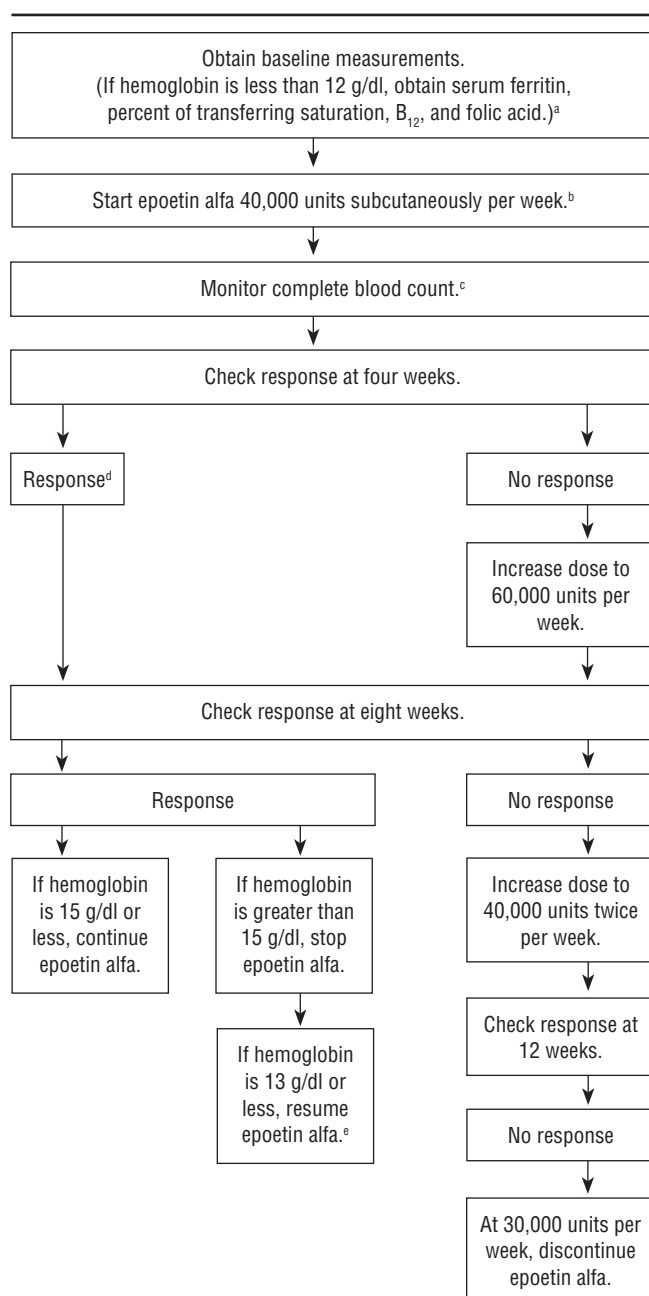 Obtain baseline measurements.
(If hemoglobin is less than 12 g/dl, obtain serum ferritin,
percent of transferring saturation, B12, and folic acid.)a
Start epoetin alfa 40,000 units subcutaneously per week.b
Monitor complete blood count.c
Check response at four weeks.
Responsed
No response
Increase dose to
60,000 units per
week.
Check response at eight weeks.
Response
No response
If hemoglobin
is 15 g/dl or
less, continue
epoetin alfa.
If hemoglobin
is greater than
15 g/dl, stop
epoetin alfa.
Increase dose to
40,000 units twice
per week.
If hemoglobin
is 13 g/dl or
less, resume
epoetin alfa.e
Check response at
12 weeks.
No response
At 30,000 units per
week, discontinue
epoetin alfa.